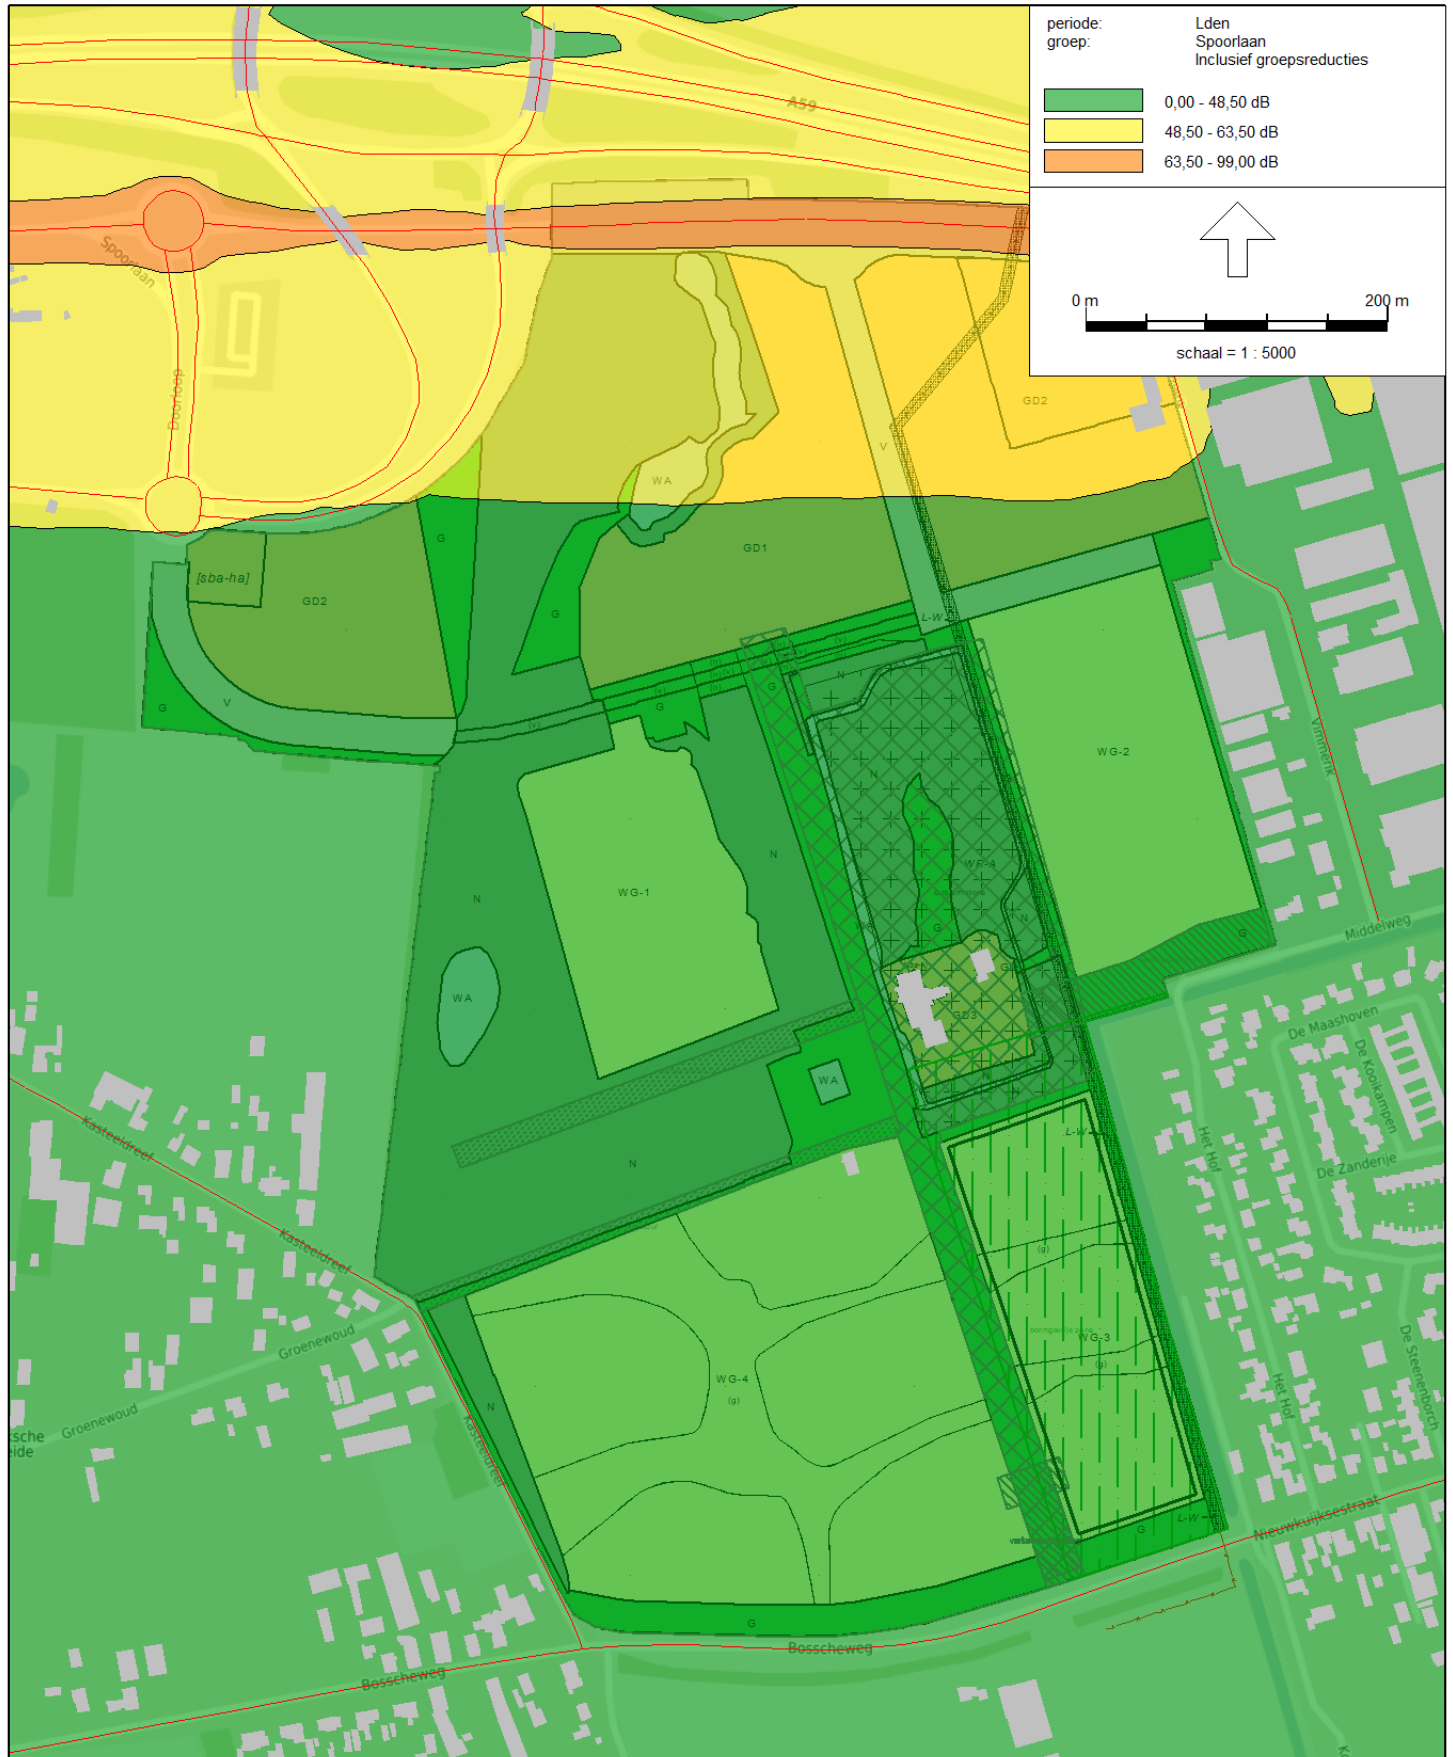 periode: Lden
groep: Spoorlaan
Inclusief groepsreducties
0,00 - 48,50 dB
48,50 - 63,50 dB
63,50 - 99,00 dB
0 m 200 m
schaal = 1 : 5000
A59
Spoorlaan
Doorloop
GD2
V
WA
G
GD1
[sba-ha]
GD2
G
L-W
(v)
(n)
(v)
(n)
(v)
(n)
G
V
(v)
G
G
N
WG-2
Vimmerik
N
N
WR-A
WG-1
N
N
G
G
Middelweg
WA
GD3
De Maashoven
De Kooikampen
WA
N
Kasteeldreef
L-W
Het Hof
De Zanderije
N
Kasteeldreef
(g)
Groenewoud
WG-3
(g)
De Steenenborch
WG-4
(g)
Het Hof
N
Groenewoud
Kasteeldreef
L-W
G
Nieuwkuijksestraat
G
Bosscheweg
Bosscheweg